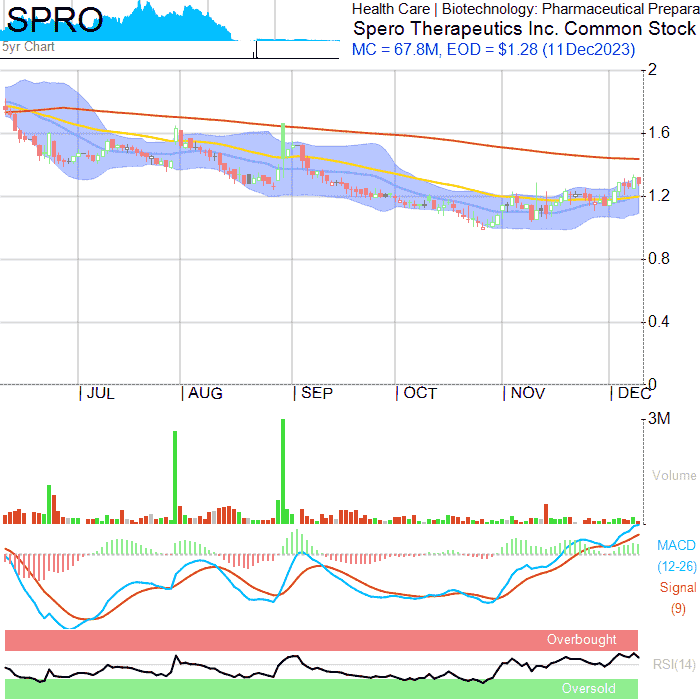 SPRO
5yr Chart
Health Care | Biotechnology: Pharmaceutical Prepara
Spero Therapeutics Inc. Common Stock
MC = 67.8M, EOD = $1.28 (11Dec2023)
2
1.6
1.2
0.8
0.4
0
JUL
AUG
SEP
OCT
NOV
DEC
3M
Volume
MACD
(12-26)
Signal
(9)
Overbought
RSI(14)
Oversold